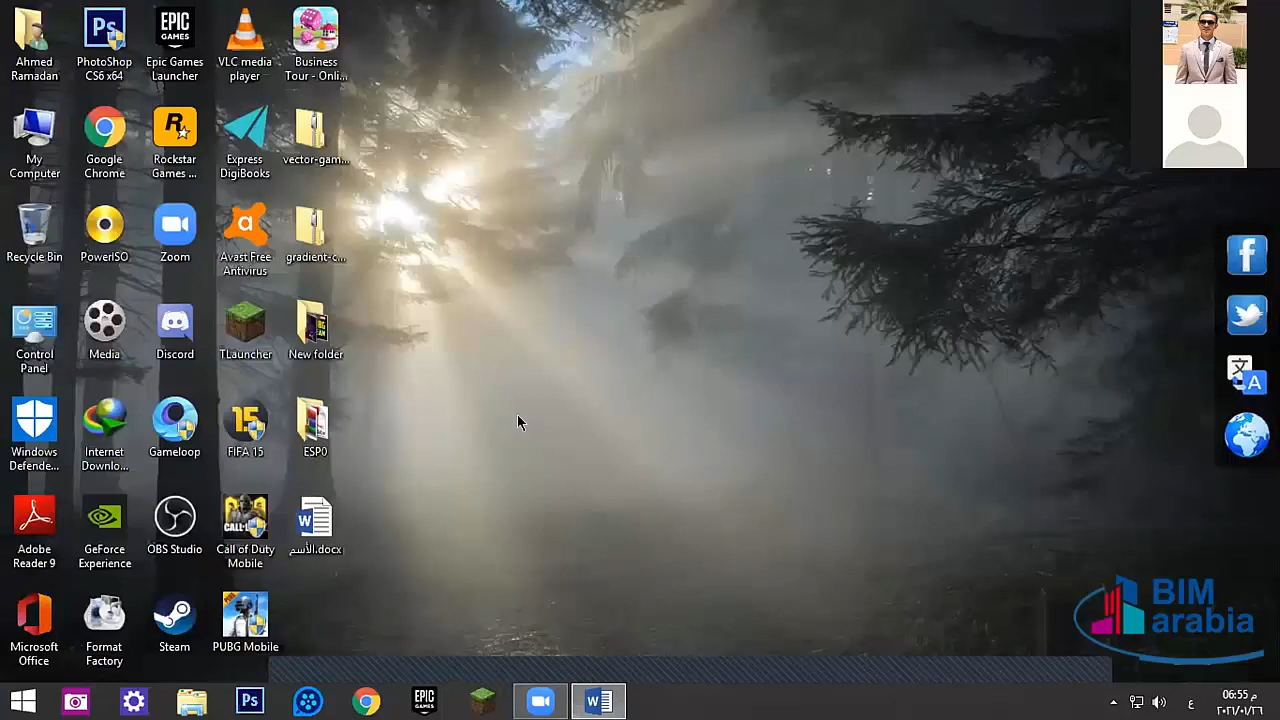 Ahmed
Ramadan
PhotoShop
CS6 x64
Epic Games
Launcher
VLC media
player
Business
Tour - Onli...
My
Computer
Google
Chrome
Rockstar
Games ...
Express
DigiBooks
vector-gam...
Recycle Bin
PowerISO
Zoom
Avast Free
Antivirus
gradient-c...
Control
Panel
Media
Discord
TLauncher
New folder
Windows
Defende...
Internet
Downlo...
Gameloop
FIFA 15
ESP0
Adobe
Reader 9
GeForce
Experience
OBS Studio
Call of Duty
Mobile
الأسم.docx
Microsoft
Office
Format
Factory
Steam
PUBG Mobile
BIM
arabia
ع
06:55 م
٢٠٢١/٠١/٢٦